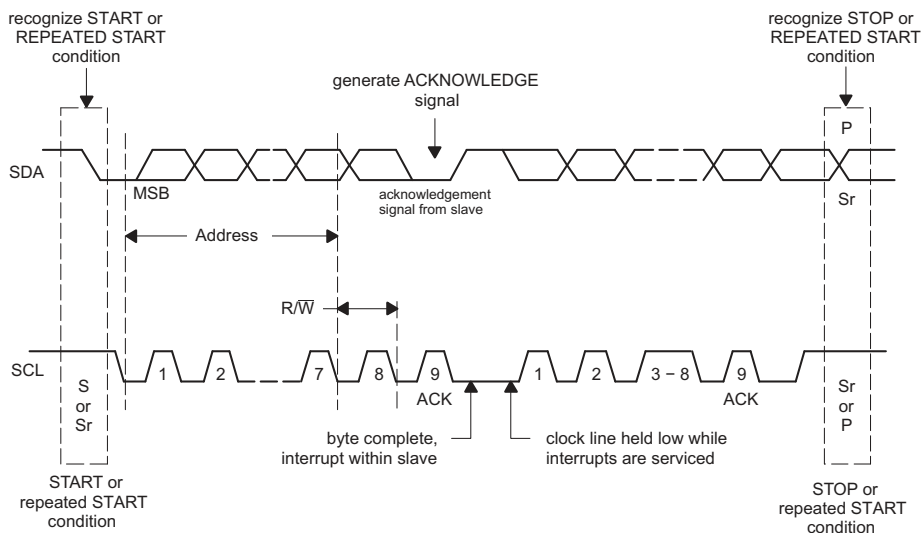 recognize START or
REPEATED START
condition
recognize STOP or
REPEATED START
condition
generate ACKNOWLEDGE
signal
P
SDA
MSB
acknowledgement
signal from slave
Sr
Address
R/W̅
SCL
S
or
Sr
1
2
7
8
9
ACK
1
2
3 – 8
9
ACK
Sr
or
P
byte complete,
interrupt within slave
clock line held low while
interrupts are serviced
START or
repeated START
condition
STOP or
repeated START
condition